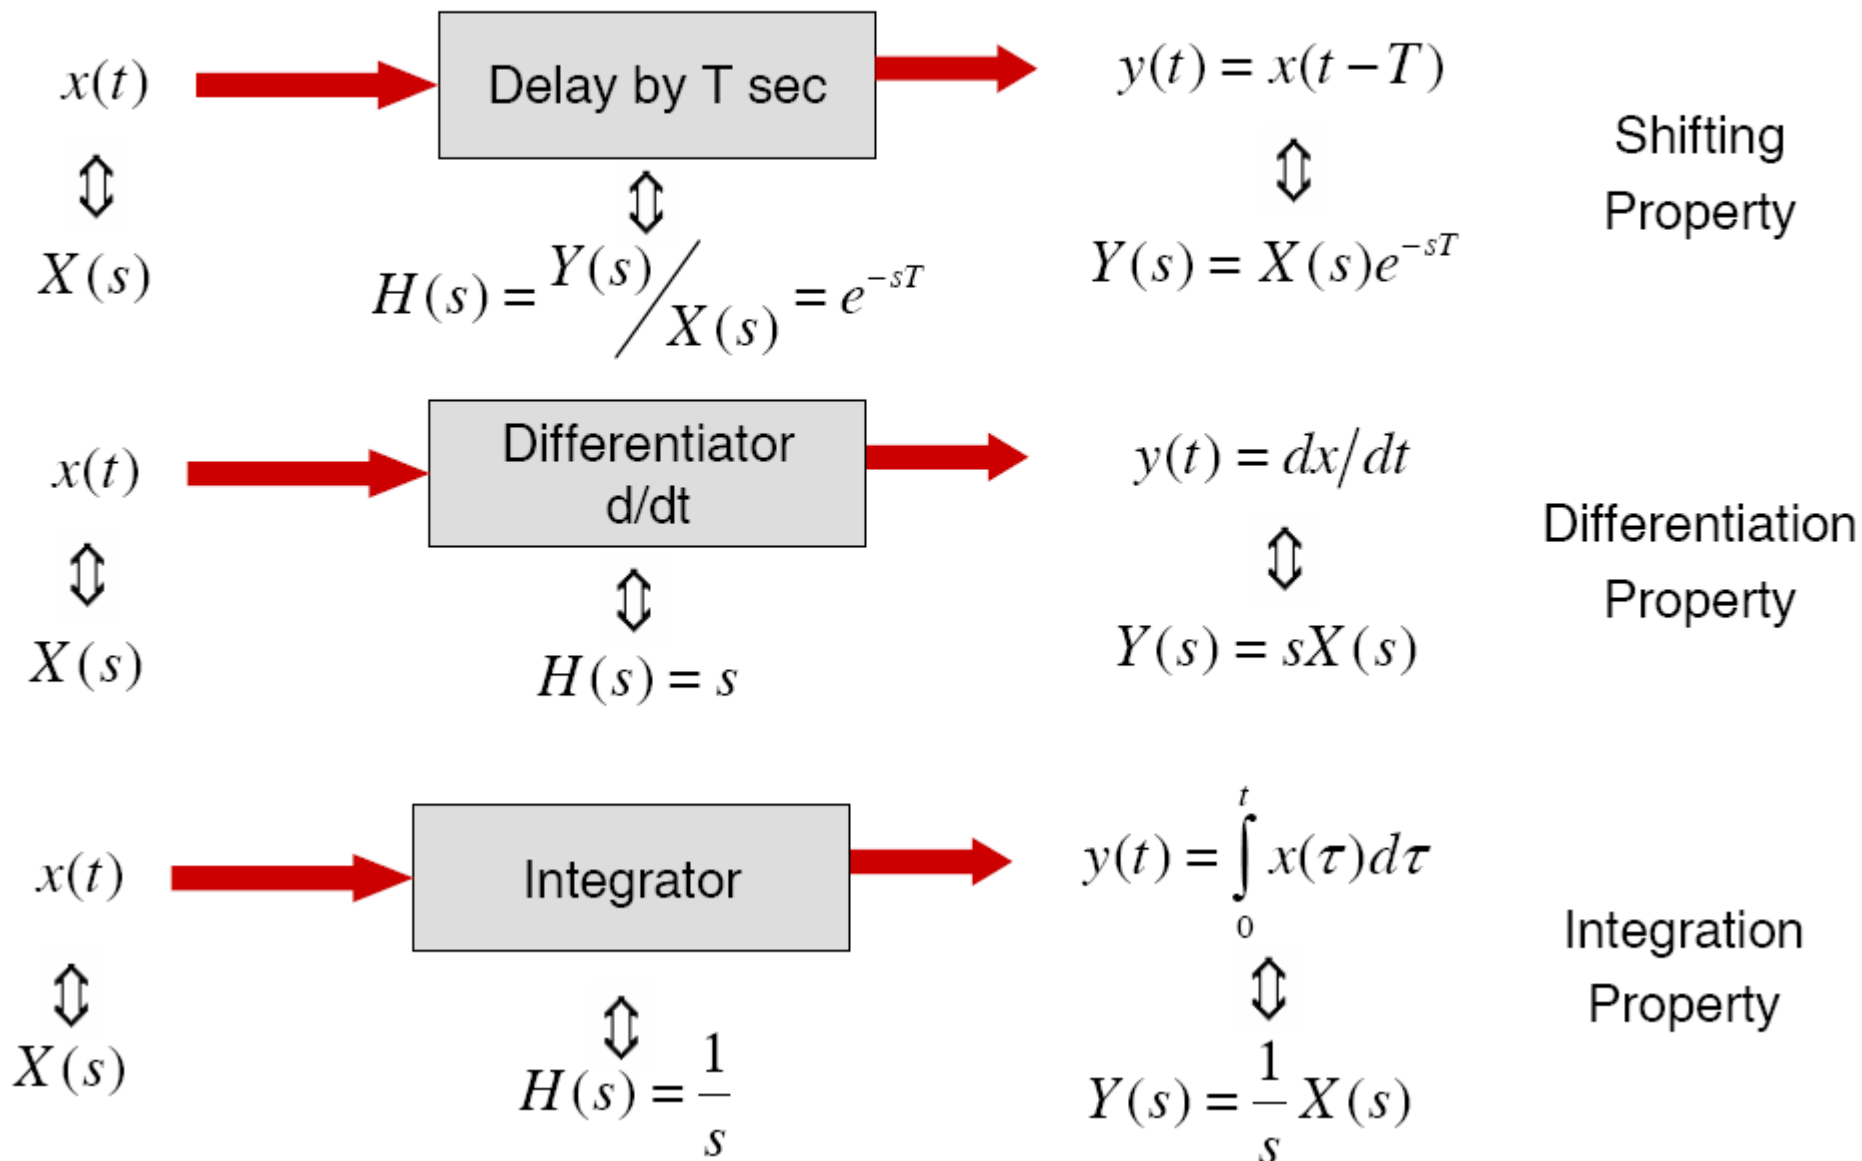 x(t)
Delay by T sec
y(t) = x(t − T)
Shifting
Property
⇕
⇕
⇕
X(s)
H(s) = Y(s)/X(s) = e^{−sT}
Y(s) = X(s)e^{−sT}
x(t)
Differentiator
d/dt
y(t) = dx/dt
Differentiation
Property
⇕
⇕
⇕
X(s)
H(s) = s
Y(s) = sX(s)
x(t)
Integrator
y(t) = ∫_0^t x(τ)dτ
Integration
Property
⇕
⇕
⇕
X(s)
H(s) = 1/s
Y(s) = 1/s X(s)